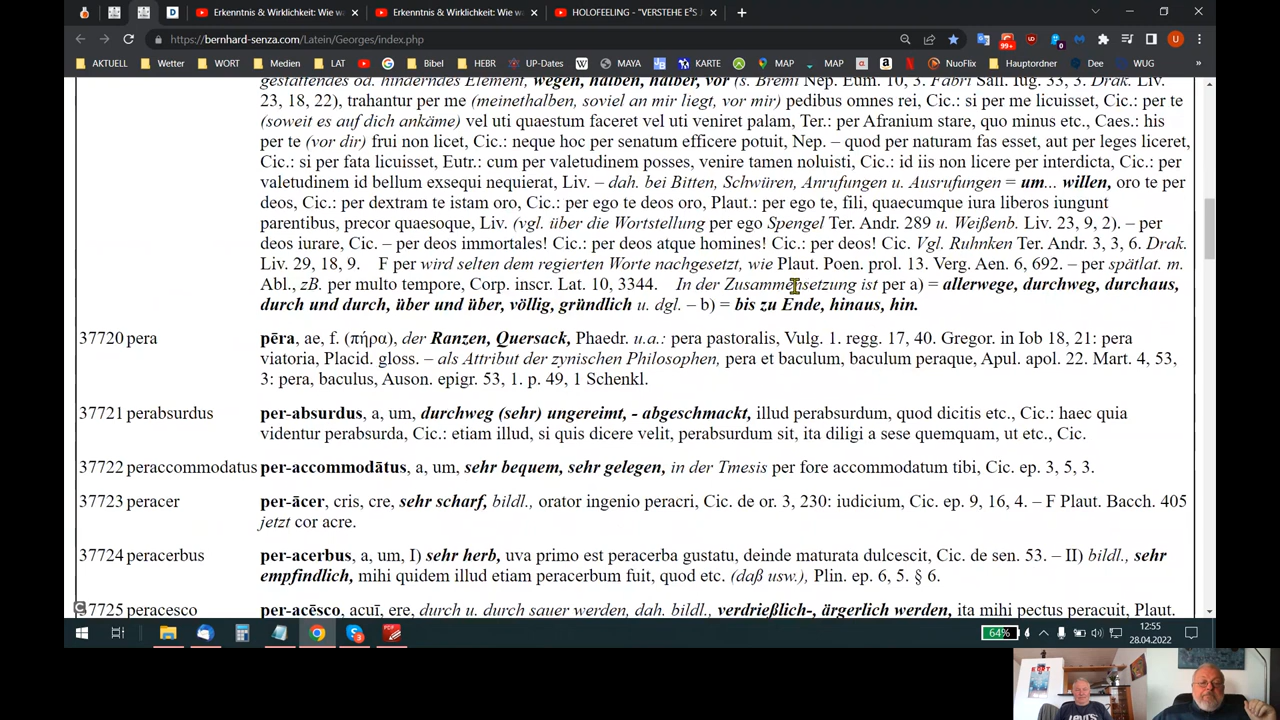 Erkenntnis & Wirklichkeit: Wie w
Erkenntnis & Wirklichkeit: Wie w
HOLOFEELING - "VERSTEHE E²S
https://bernhard-senza.com/Latein/Georges/index.php
99+
AKTUELL Wetter WORT Medien LAT Bibel HEBR UP-Dates MAYA KARTE MAP MAP NuoFlix Hauptordner Dee WUG
gestattendes od. hinderndes Element, wegen, halben, halber, vor (s. Bremi Nep. Eum. 10, 3. Fabri Sall. Iug. 33, 3. Drak. Liv.
23, 18, 22), trahantur per me (meinethalben, soviel an mir liegt, vor mir) pedibus omnes rei, Cic.: si per me licuisset, Cic.: per te
(soweit es auf dich ankäme) vel uti quaestum faceret vel uti veniret palam, Ter.: per Afranium stare, quo minus etc., Caes.: his
per te (vor dir) frui non licet, Cic.: neque hoc per senatum efficere potuit, Nep. – quod per naturam fas esset, aut per leges liceret,
Cic.: si per fata licuisset, Eutr.: cum per valetudinem posses, venire tamen noluisti, Cic.: id iis non licere per interdicta, Cic.: per
valetudinem id bellum exsequi nequierat, Liv. – dah. bei Bitten, Schwüren, Anrufungen u. Ausrufungen = um... willen, oro te per
deos, Cic.: per dextram te istam oro, Cic.: per ego te deos oro, Plaut.: per ego te, fili, quaecumque iura liberos iungunt
parentibus, precor quaesoque, Liv. (vgl. über die Wortstellung per ego Spengel Ter. Andr. 289 u. Weißenb. Liv. 23, 9, 2). – per
deos iurare, Cic. – per deos immortales! Cic.: per deos atque homines! Cic.: per deos! Cic. Vgl. Ruhnken Ter. Andr. 3, 3, 6. Drak.
Liv. 29, 18, 9. F per wird selten dem regierten Worte nachgesetzt, wie Plaut. Poen. prol. 13. Verg. Aen. 6, 692. – per spätlat. m.
Abl., zB. per multo tempore, Corp. inscr. Lat. 10, 3344. In der Zusammensetzung ist per a) = allerwege, durchweg, durchaus,
durch und durch, über und über, völlig, gründlich u. dgl. – b) = bis zu Ende, hinaus, hin.
37720 pera pēra, ae, f. (πήρα), der Ranzen, Quersack, Phaedr. u.a.: pera pastoralis, Vulg. 1. regg. 17, 40. Gregor. in Iob 18, 21: pera
viatoria, Placid. gloss. – als Attribut der zynischen Philosophen, pera et baculum, baculum peraque, Apul. apol. 22. Mart. 4, 53,
3: pera, baculus, Auson. epigr. 53, 1. p. 49, 1 Schenkl.
37721 perabsurdus per-absurdus, a, um, durchweg (sehr) ungereimt, - abgeschmackt, illud perabsurdum, quod dicitis etc., Cic.: haec quia
videntur perabsurda, Cic.: etiam illud, si quis dicere velit, perabsurdum sit, ita diligi a sese quemquam, ut etc., Cic.
37722 peraccommodatus per-accommodātus, a, um, sehr bequem, sehr gelegen, in der Tmesis per fore accommodatum tibi, Cic. ep. 3, 5, 3.
37723 peracer per-ācer, cris, cre, sehr scharf, bildl., orator ingenio peracri, Cic. de or. 3, 230: iudicium, Cic. ep. 9, 16, 4. – F Plaut. Bacch. 405
jetzt cor acre.
37724 peracerbus per-acerbus, a, um, I) sehr herb, uva primo est peracerba gustatu, deinde maturata dulcescit, Cic. de sen. 53. – II) bildl., sehr
empfindlich, mihi quidem illud etiam peracerbum fuit, quod etc. (daß usw.), Plin. ep. 6, 5. § 6.
37725 peracesco per-acēsco, acuī, ere, durch u. durch sauer werden, dah. bildl., verdrießlich-, ärgerlich werden, ita mihi pectus peracuit, Plaut.
64%
12:55
28.04.2022